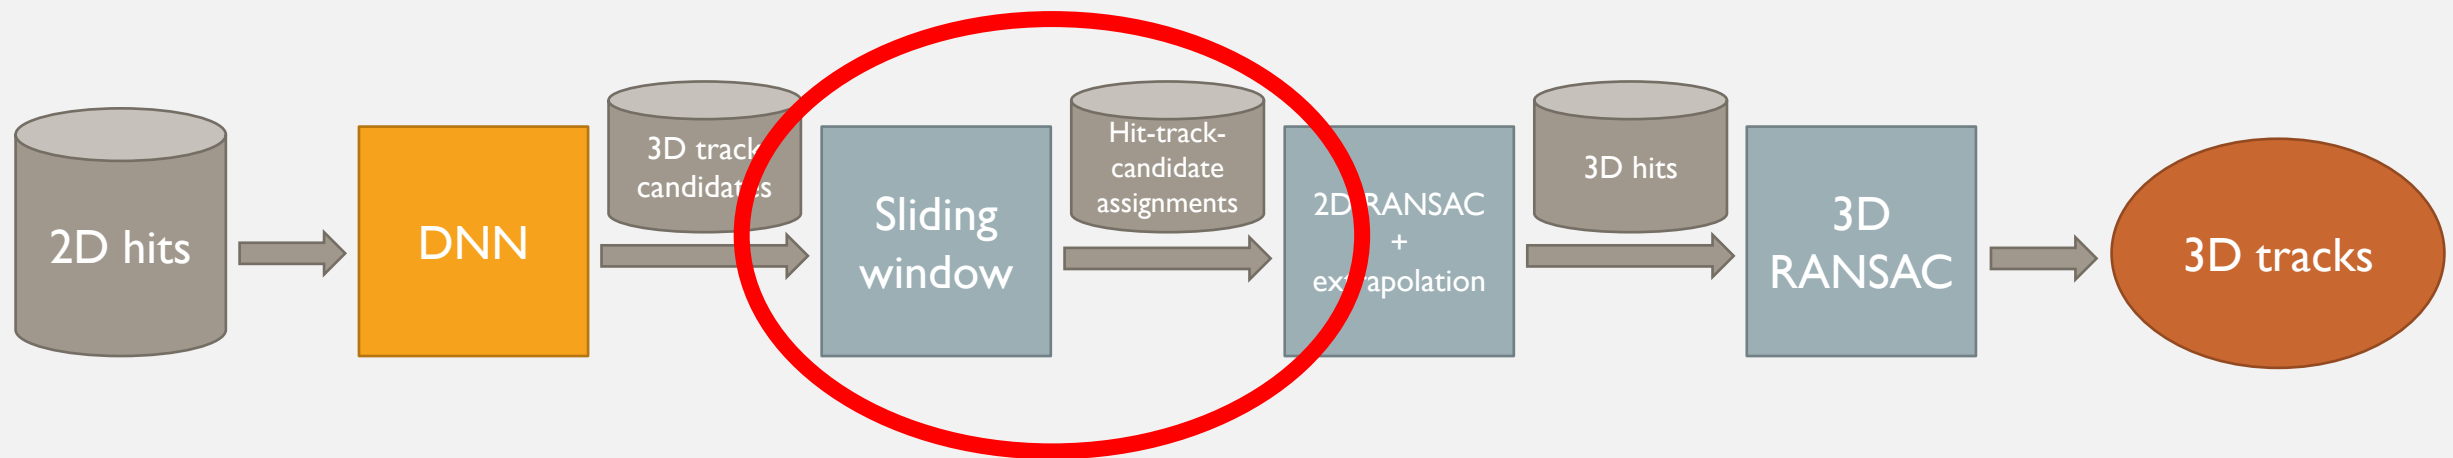 2D hits
DNN
3D track
candidates
Sliding
window
Hit-track-
candidate
assignments
2D RANSAC
+
extrapolation
3D hits
3D
RANSAC
3D tracks